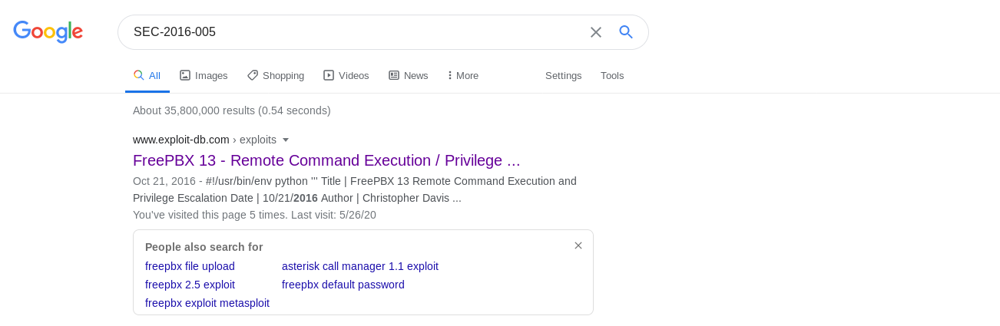 Google
SEC-2016-005
All Images Shopping Videos News More Settings Tools
About 35,800,000 results (0.54 seconds)
www.exploit-db.com › exploits
FreePBX 13 - Remote Command Execution / Privilege ...
Oct 21, 2016 - #!/usr/bin/env python ''' Title | FreePBX 13 Remote Command Execution and
Privilege Escalation Date | 10/21/2016 Author | Christopher Davis ...
You've visited this page 5 times. Last visit: 5/26/20
People also search for
freepbx file upload asterisk call manager 1.1 exploit
freepbx 2.5 exploit freepbx default password
freepbx exploit metasploit